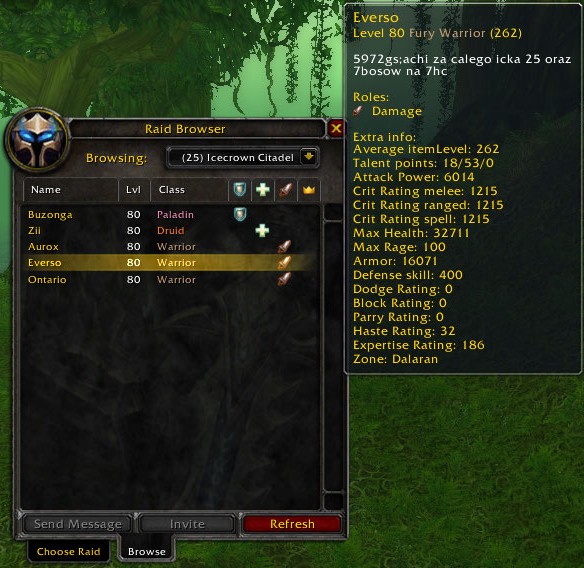 Everso
Level 80 Fury Warrior (262)
5972gs;achi za calego icka 25 oraz
7bosow na 7hc
Roles:
Damage
Extra info:
Average itemLevel: 262
Talent points: 18/53/0
Attack Power: 6014
Crit Rating melee: 1215
Crit Rating ranged: 1215
Crit Rating spell: 1215
Max Health: 32711
Max Rage: 100
Armor: 16071
Defense skill: 400
Dodge Rating: 0
Block Rating: 0
Parry Rating: 0
Haste Rating: 32
Expertise Rating: 186
Zone: Dalaran
Raid Browser
Browsing: (25) Icecrown Citadel
Name Lvl Class
Buzonga 80 Paladin
Zii 80 Druid
Aurox 80 Warrior
Everso 80 Warrior
Ontario 80 Warrior
Send Message Invite Refresh
Choose Raid Browse